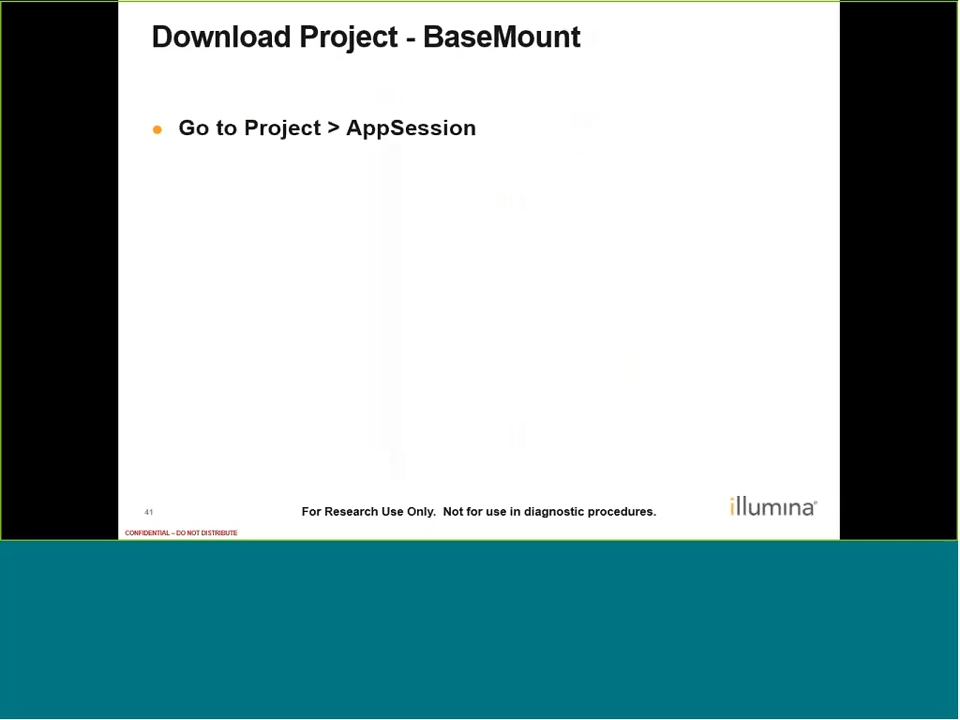 Download Project - BaseMount
Go to Project > AppSession
41
For Research Use Only. Not for use in diagnostic procedures.
illumina®
CONFIDENTIAL – DO NOT DISTRIBUTE